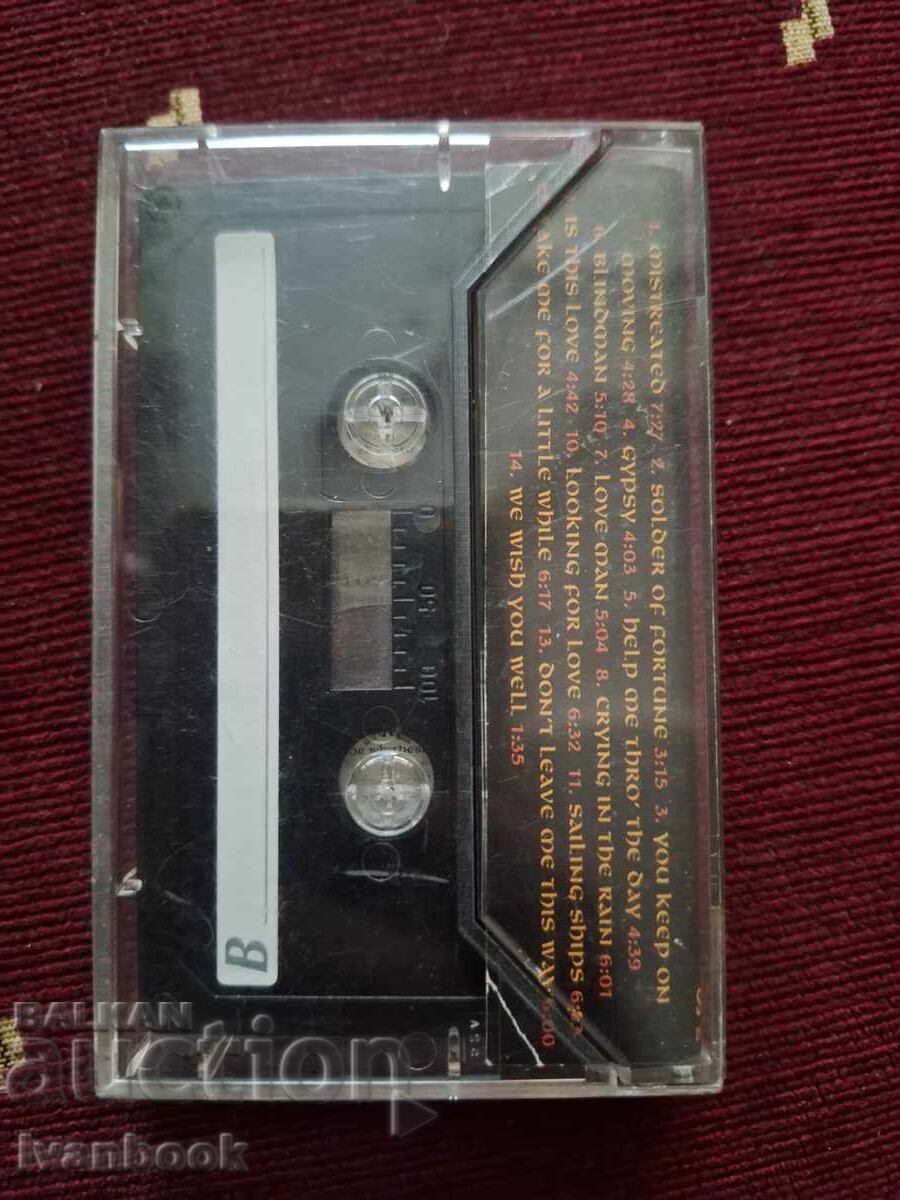 1. MISTREATED 7:27 2. SOLDER OF FORTUNE 3:15 3. YOU KEEP ON
MOVING 4:28 4. GYPSY 4:03 5. HELP ME THRO' THE DAY 4:39
6. BLINDMAN 5:10 7. LOVE MAN 5:04 8. CRYING IN THE RAIN 6:01
IS THIS LOVE 4:42 10. LOOKING FOR LOVE 6:32 11. SAILING SHIPS
AKE ME FOR A LITTLE WHILE 6:17 13. DON'T LEAVE ME THIS WAY
14. WE WISH YOU WELL 1:35
0 50 100
B
BALKAN
auction
Ivanbook